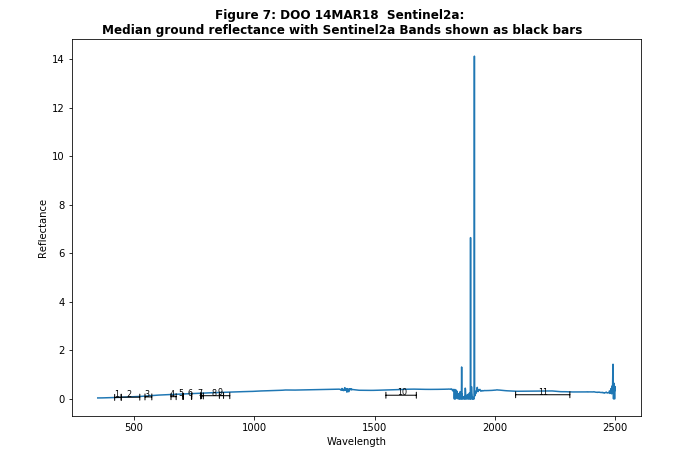 Figure 7: DOO 14MAR18 Sentinel2a:
Median ground reflectance with Sentinel2a Bands shown as black bars
14
12
10
8
6
4
2
0
Reflectance
1 2 3 4 5 6 7 8 9 10 11
500 1000 1500 2000 2500
Wavelength